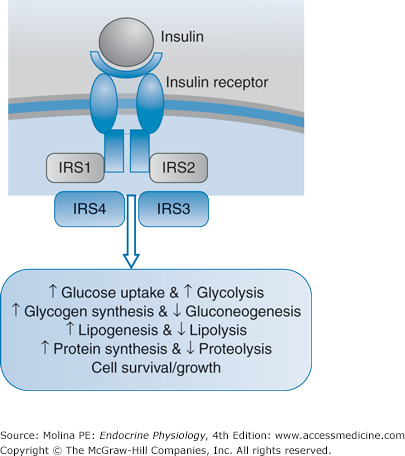 Insulin
Insulin receptor
IRS1
IRS2
IRS4
IRS3
↑ Glucose uptake & ↑ Glycolysis
↑ Glycogen synthesis & ↓ Gluconeogenesis
↑ Lipogenesis & ↓ Lipolysis
↑ Protein synthesis & ↓ Proteolysis
Cell survival/growth
Source: Molina PE: Endocrine Physiology, 4th Edition: www.accessmedicine.com
Copyright © The McGraw-Hill Companies, Inc. All rights reserved.